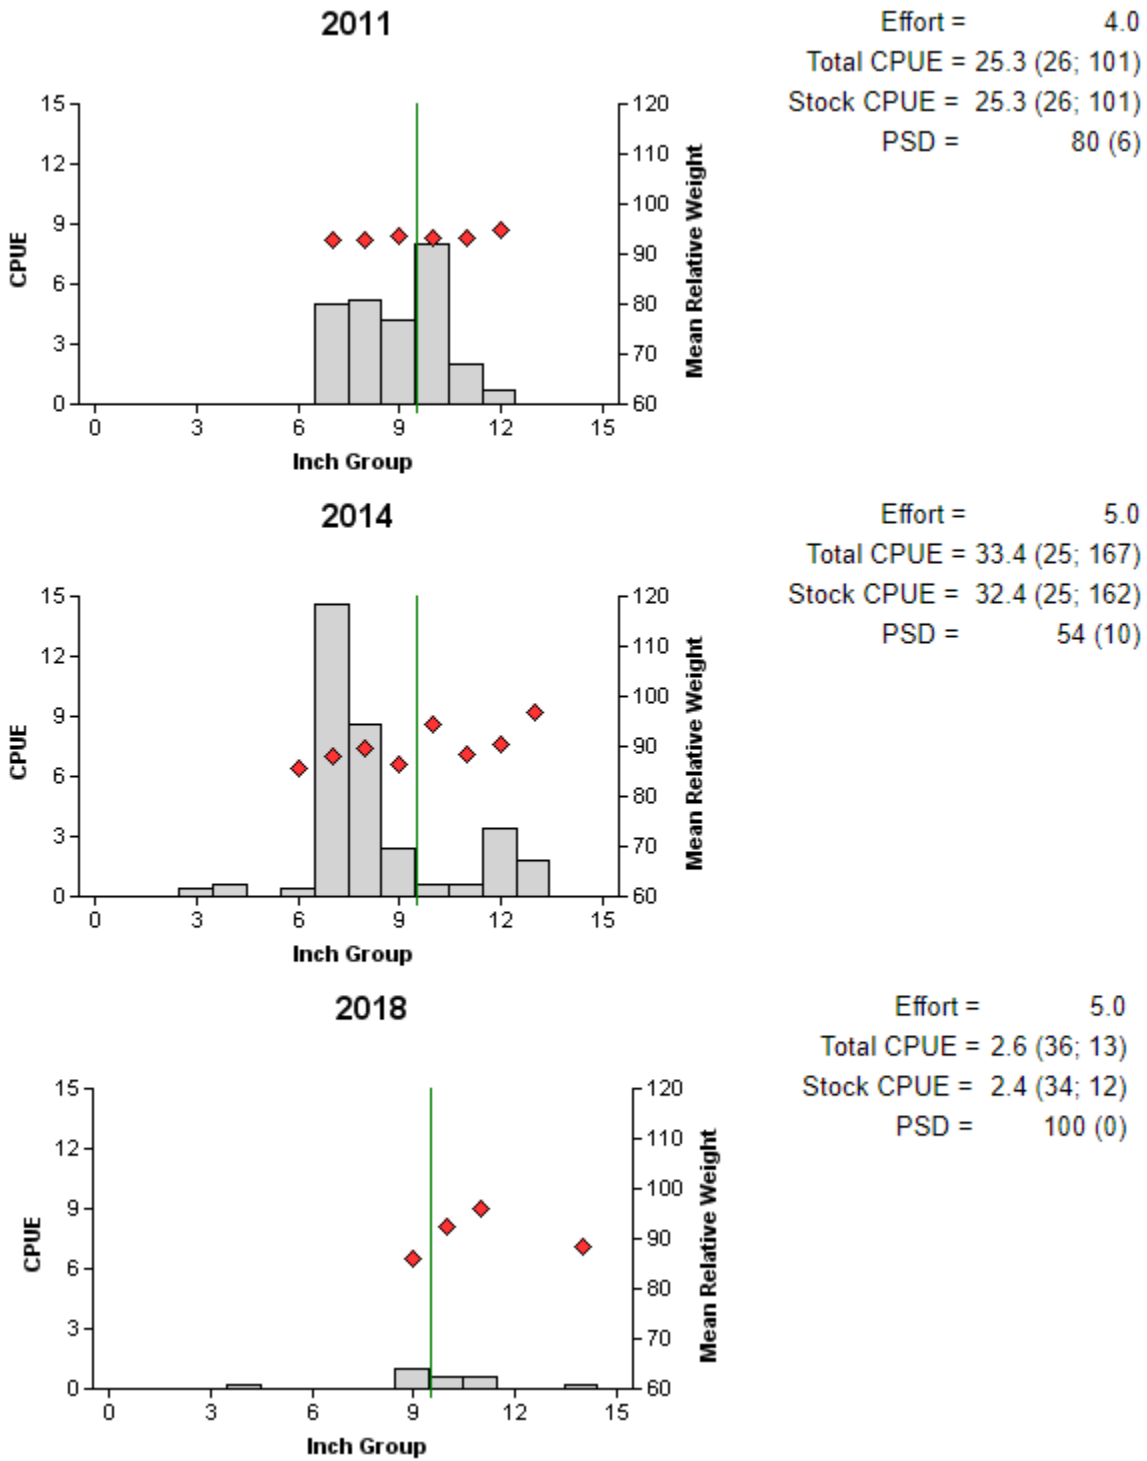 2011
Effort = 4.0
Total CPUE = 25.3 (26; 101)
Stock CPUE = 25.3 (26; 101)
PSD = 80 (6)
15
12
9
6
3
0
CPUE
120
110
100
90
80
70
60
Mean Relative Weight
0 3 6 9 12 15
Inch Group
2014
Effort = 5.0
Total CPUE = 33.4 (25; 167)
Stock CPUE = 32.4 (25; 162)
PSD = 54 (10)
15
12
9
6
3
0
CPUE
120
110
100
90
80
70
60
Mean Relative Weight
0 3 6 9 12 15
Inch Group
2018
Effort = 5.0
Total CPUE = 2.6 (36; 13)
Stock CPUE = 2.4 (34; 12)
PSD = 100 (0)
15
12
9
6
3
0
CPUE
120
110
100
90
80
70
60
Mean Relative Weight
0 3 6 9 12 15
Inch Group